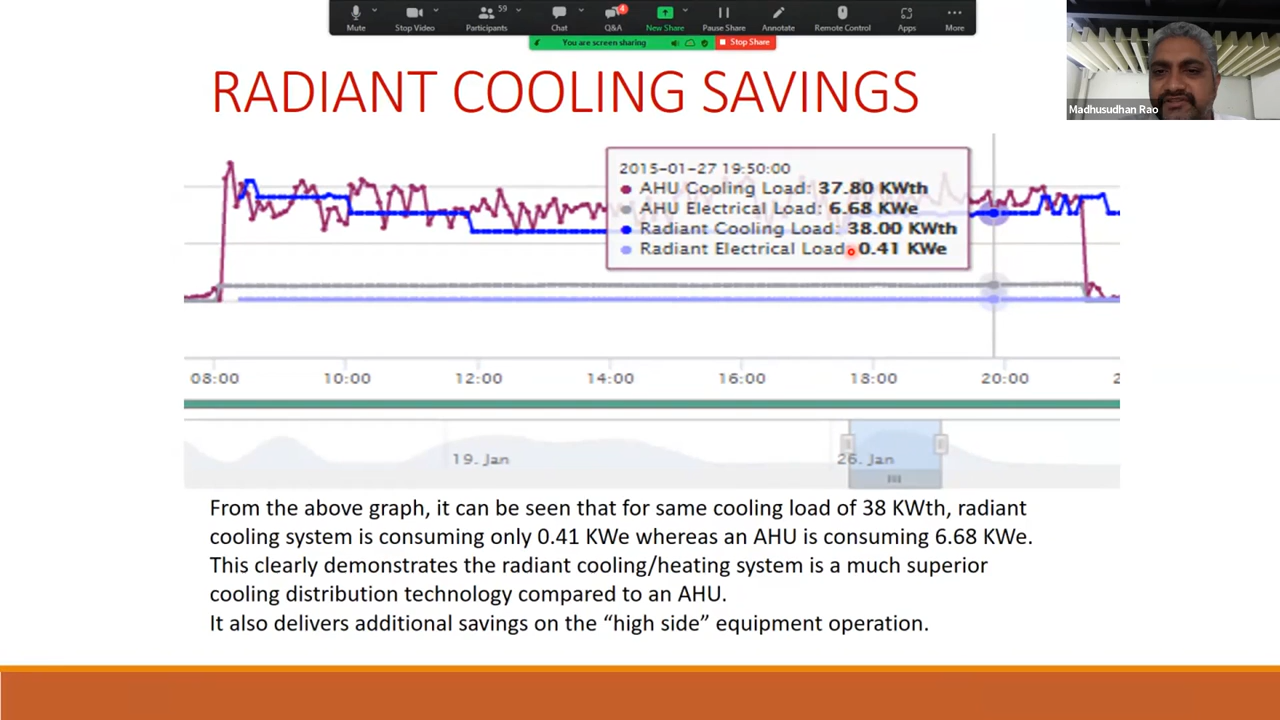 59
4
Mute
Stop Video
Participants
Chat
Q&A
New Share
Pause Share
Annotate
Remote Control
Apps
More
You are screen sharing
Stop Share
Madhusudhan Rao
RADIANT COOLING SAVINGS
2015-01-27 19:50:00
AHU Cooling Load: 37.80 KWth
AHU Electrical Load: 6.68 KWe
Radiant Cooling Load: 38.00 KWth
Radiant Electrical Load: 0.41 KWe
08:00 10:00 12:00 14:00 16:00 18:00 20:00 2
19. Jan 26. Jan
From the above graph, it can be seen that for same cooling load of 38 KWth, radiant
cooling system is consuming only 0.41 KWe whereas an AHU is consuming 6.68 KWe.
This clearly demonstrates the radiant cooling/heating system is a much superior
cooling distribution technology compared to an AHU.
It also delivers additional savings on the “high side” equipment operation.